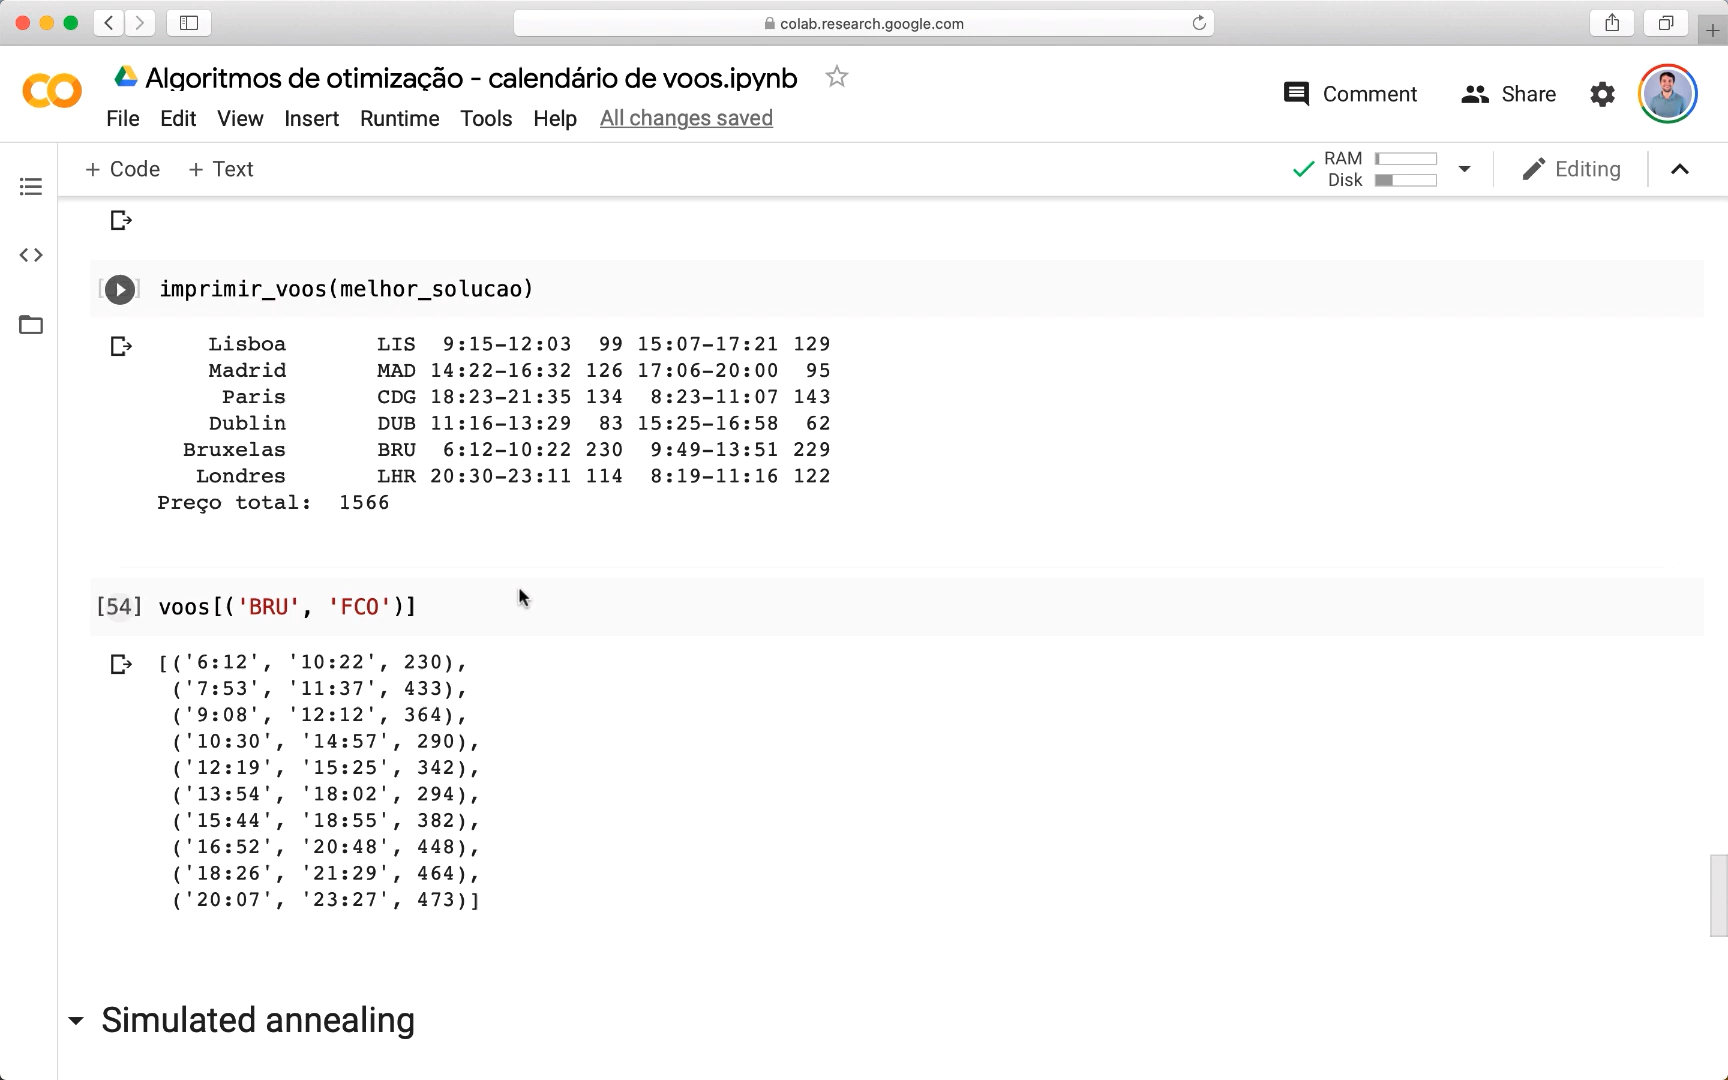 colab.research.google.com
Algoritmos de otimização - calendário de voos.ipynb
Comment Share
File Edit View Insert Runtime Tools Help All changes saved
+ Code + Text
RAM
Disk
Editing
imprimir_voos(melhor_solucao)
Lisboa LIS 9:15-12:03 99 15:07-17:21 129
Madrid MAD 14:22-16:32 126 17:06-20:00 95
Paris CDG 18:23-21:35 134 8:23-11:07 143
Dublin DUB 11:16-13:29 83 15:25-16:58 62
Bruxelas BRU 6:12-10:22 230 9:49-13:51 229
Londres LHR 20:30-23:11 114 8:19-11:16 122
Preço total: 1566
[54] voos[('BRU', 'FCO')]
[('6:12', '10:22', 230),
('7:53', '11:37', 433),
('9:08', '12:12', 364),
('10:30', '14:57', 290),
('12:19', '15:25', 342),
('13:54', '18:02', 294),
('15:44', '18:55', 382),
('16:52', '20:48', 448),
('18:26', '21:29', 464),
('20:07', '23:27', 473)]
Simulated annealing